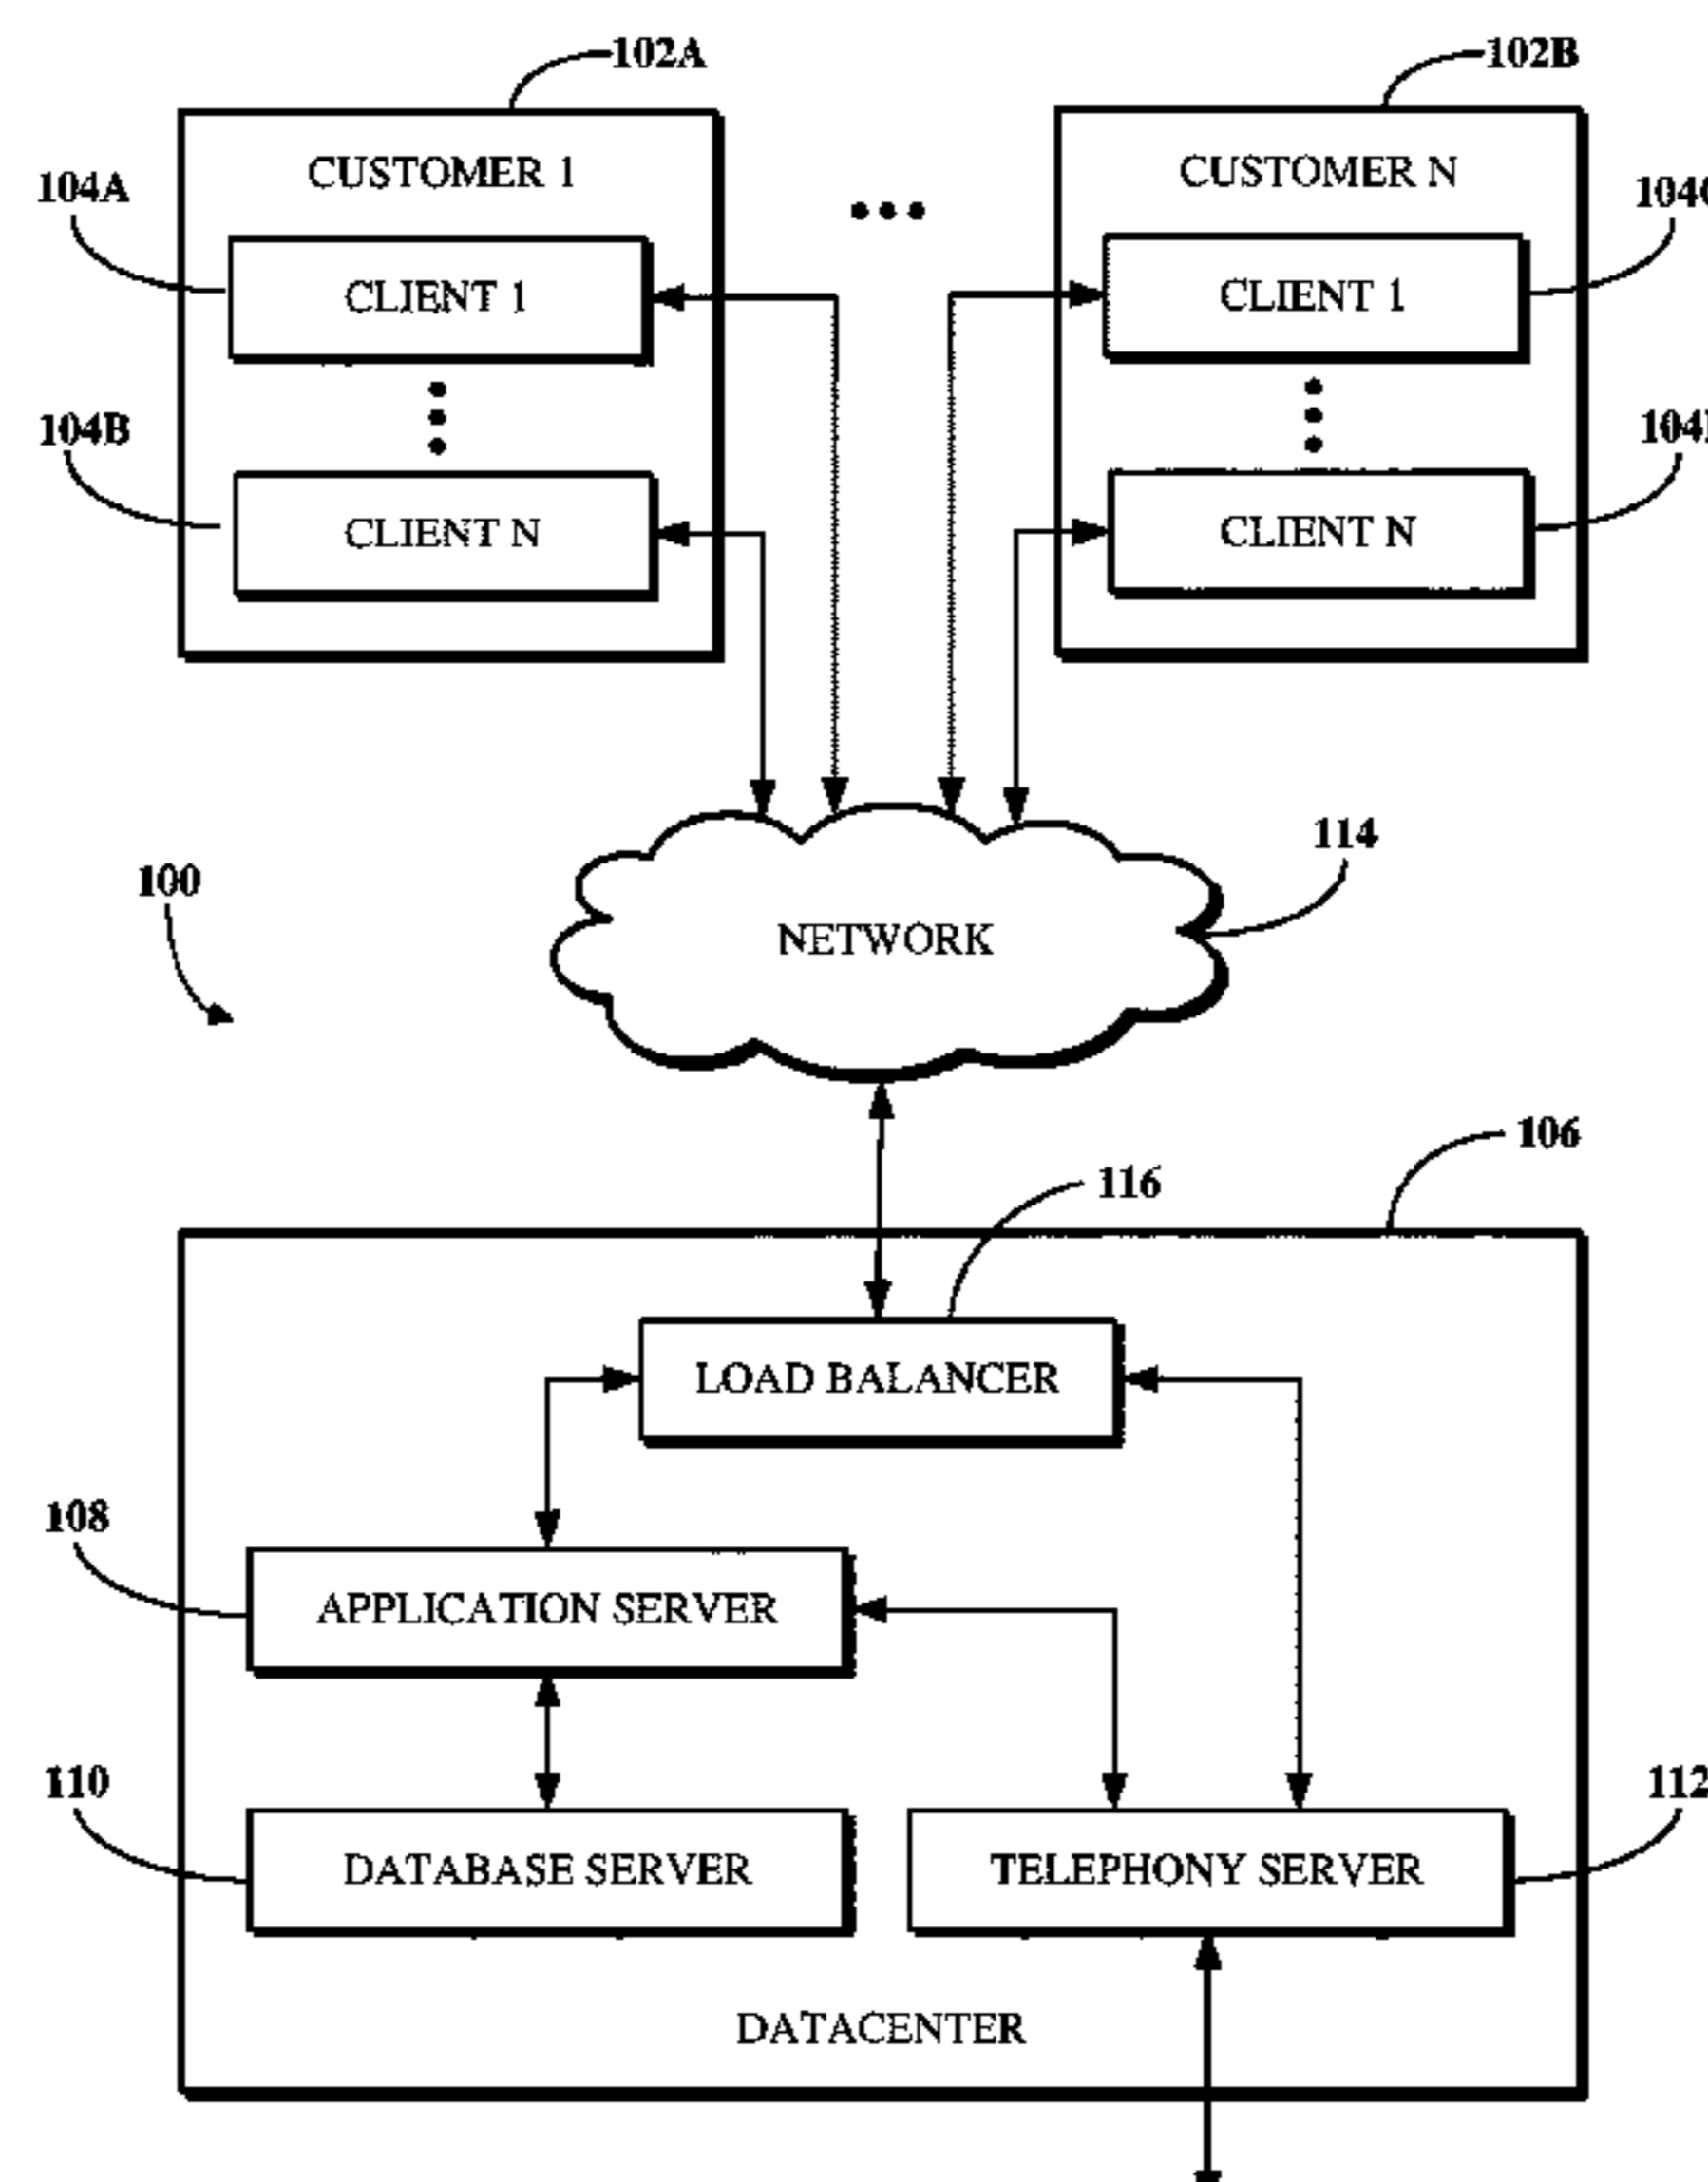 102A
102B
CUSTOMER 1
CUSTOMER N
104A
CLIENT 1
CLIENT 1
104B
CLIENT N
CLIENT N
114
100
NETWORK
106
116
LOAD BALANCER
108
APPLICATION SERVER
110
112
DATABASE SERVER
TELEPHONY SERVER
DATACENTER